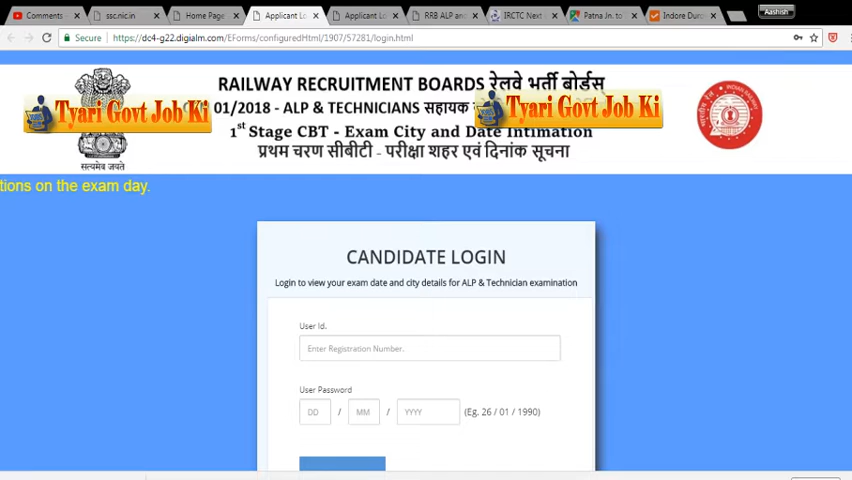 Comments
ssc.nic.in
Home Page
Applicant Lo
Applicant Lo
RRB ALP and
IRCTC Next
Patna Jn. to
Indore Dur
Aashish
Secure
https://dc4-g22.digialm.com/EForms/configuredHtml/1907/57281/login.html
RAILWAY RECRUITMENT BOARDS रेलवे भर्ती बोर्ड्स
01/2018 - ALP & TECHNICIANS सहायक
Tyari Govt Job Ki
Tyari Govt Job Ki
1st Stage CBT - Exam City and Date Intimation
प्रथम चरण सीबीटी - परीक्षा शहर एवं दिनांक सूचना
सत्यमेव जयते
tions on the exam day.
CANDIDATE LOGIN
Login to view your exam date and city details for ALP & Technician examination
User Id.
Enter Registration Number.
User Password
DD / MM / YYYY (Eg. 26 / 01 / 1990)